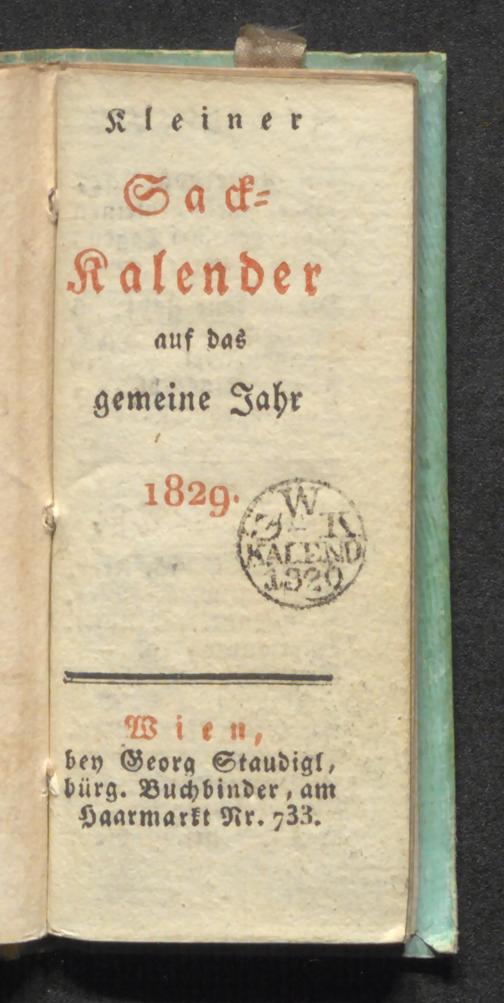 Kleiner
Sack-
Kalender
auf das
gemeine Jahr
1829.
W
3 K
KALEND
1829
Wien,
bey Georg Staudigl,
bürg. Buchbinder, am
Haarmarkt Nr. 733.